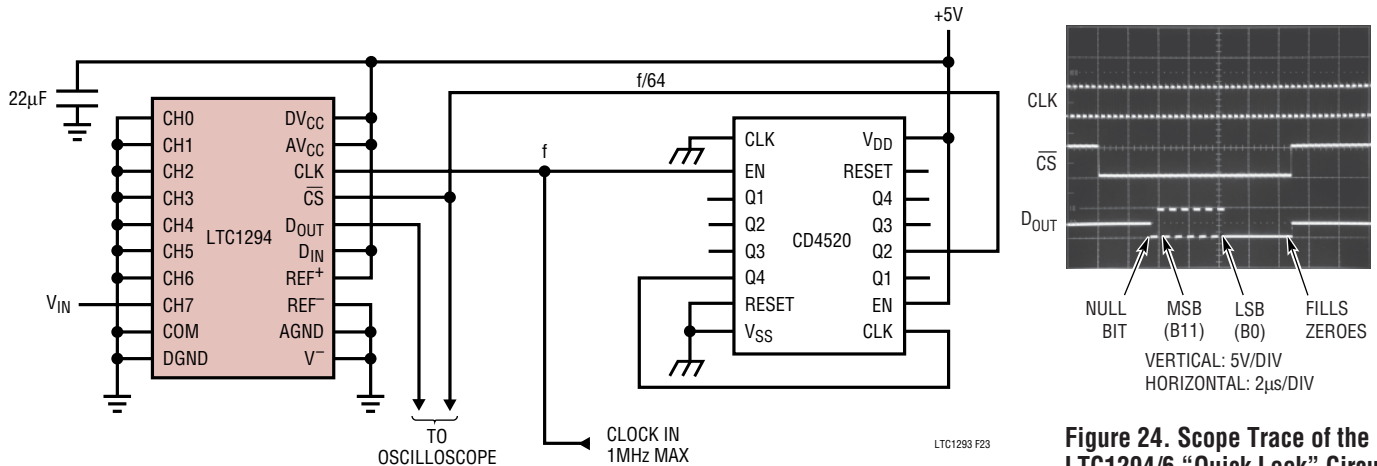 +5V
22µF
f/64
CH0
CH1
CH2
CH3
CH4
CH5
CH6
CH7
COM
DGND
LTC1294
DVCC
AVCC
CLK
CS
DOUT
DIN
REF+
REF–
AGND
V–
VIN
f
CLK
EN
Q1
Q2
Q3
Q4
RESET
VSS
CD4520
VDD
RESET
Q4
Q3
Q2
Q1
EN
CLK
TO
OSCILLOSCOPE
CLOCK IN
1MHz MAX
LTC1293 F23
CLK
CS
DOUT
NULL
BIT
MSB
(B11)
LSB
(B0)
FILLS
ZEROES
VERTICAL: 5V/DIV
HORIZONTAL: 2µs/DIV
Figure 24. Scope Trace of the
LTC1294/6 “Quick Look”